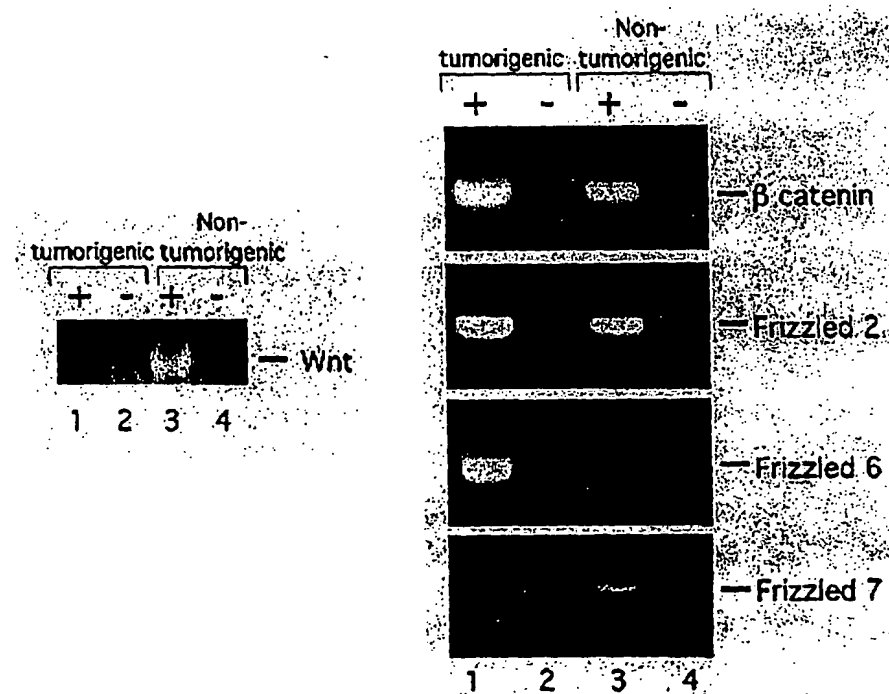 Non-
tumorigenic tumorigenic
+ - + -
Wnt
1 2 3 4
Non-
tumorigenic tumorigenic
+ - + -
β catenin
Frizzled 2
Frizzled 6
Frizzled 7
1 2 3 4